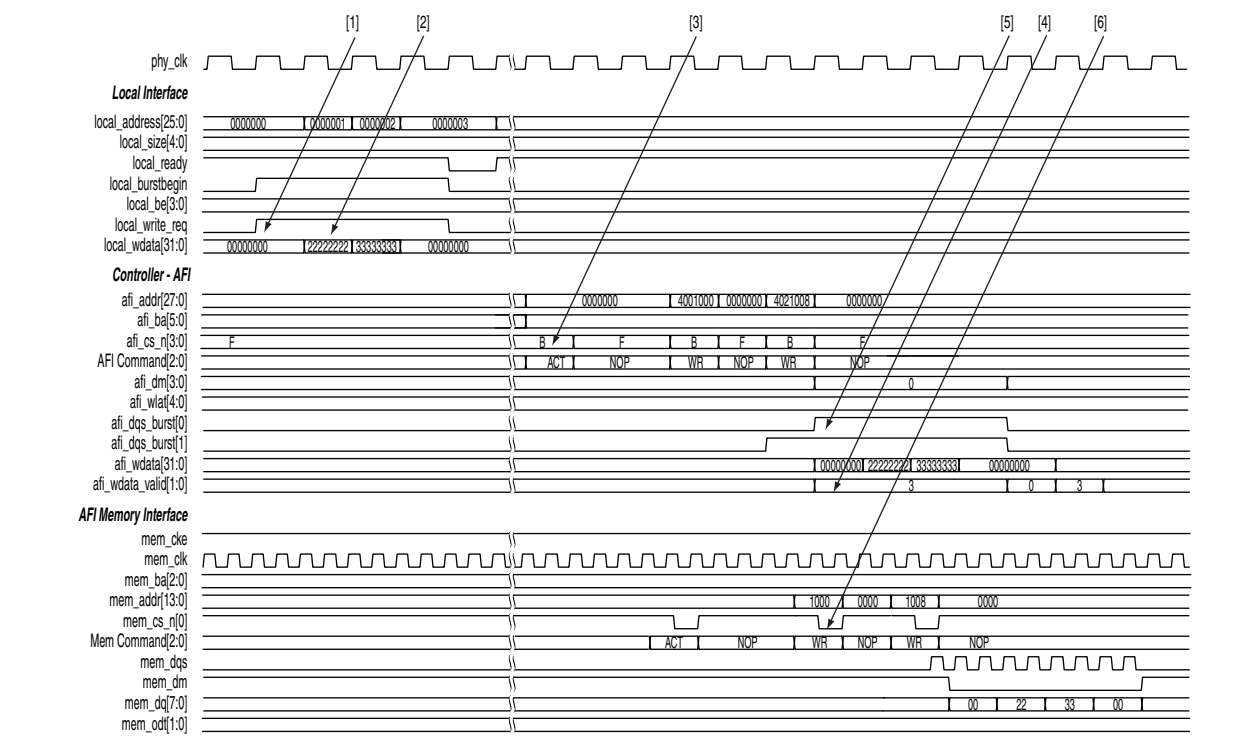 [1] [2] [3] [5] [4] [6]
phy_clk
Local Interface
local_address[25:0] 0000000 0000001 0000002 0000003
local_size[4:0]
local_ready
local_burstbegin
local_be[3:0]
local_write_req
local_wdata[31:0] 00000000 22222222 33333333 00000000
Controller - AFI
afi_addr[27:0] 0000000 4001000 0000000 4021008 0000000
afi_ba[5:0]
afi_cs_n[3:0] F B F B F B F
AFI Command[2:0] ACT NOP WR NOP WR NOP
afi_dm[3:0] 0
afi_wlat[4:0]
afi_dqs_burst[0]
afi_dqs_burst[1]
afi_wdata[31:0] 00000000 22222222 33333333 00000000
afi_wdata_valid[1:0] 3 0 3
AFI Memory Interface
mem_cke
mem_clk
mem_ba[2:0]
mem_addr[13:0] 1000 0000 1008 0000
mem_cs_n[0]
Mem Command[2:0] ACT NOP WR NOP WR NOP
mem_dqs
mem_dm
mem_dq[7:0] 00 22 33 00
mem_odt[1:0]